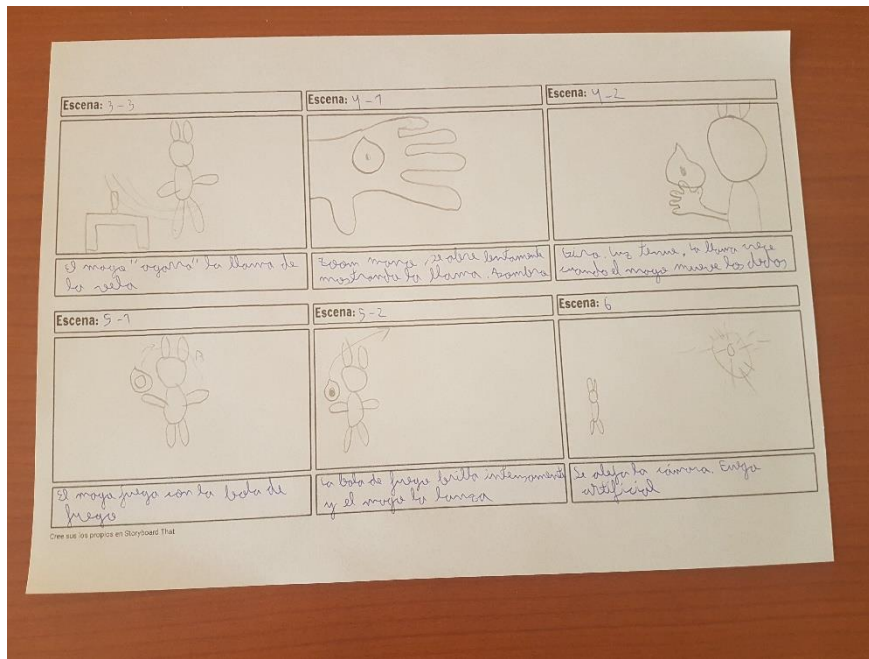 Escena: 3-3
Escena: 4-1
Escena: 4-2
El mago "agarra" la llama de
la vela
Zoom , se abre lentamente
mostrando la llama. Sombra
luz tenue, la llama crece
cuando el mago mueve los dedos
Escena: 5-1
Escena: 5-2
Escena: 6
El mago juega con la bola de
fuego
La bola de fuego brilla intensamente
y el mago la lanza
Se aleja la cámara.
artificial
Cree sus los propios en Storyboard That